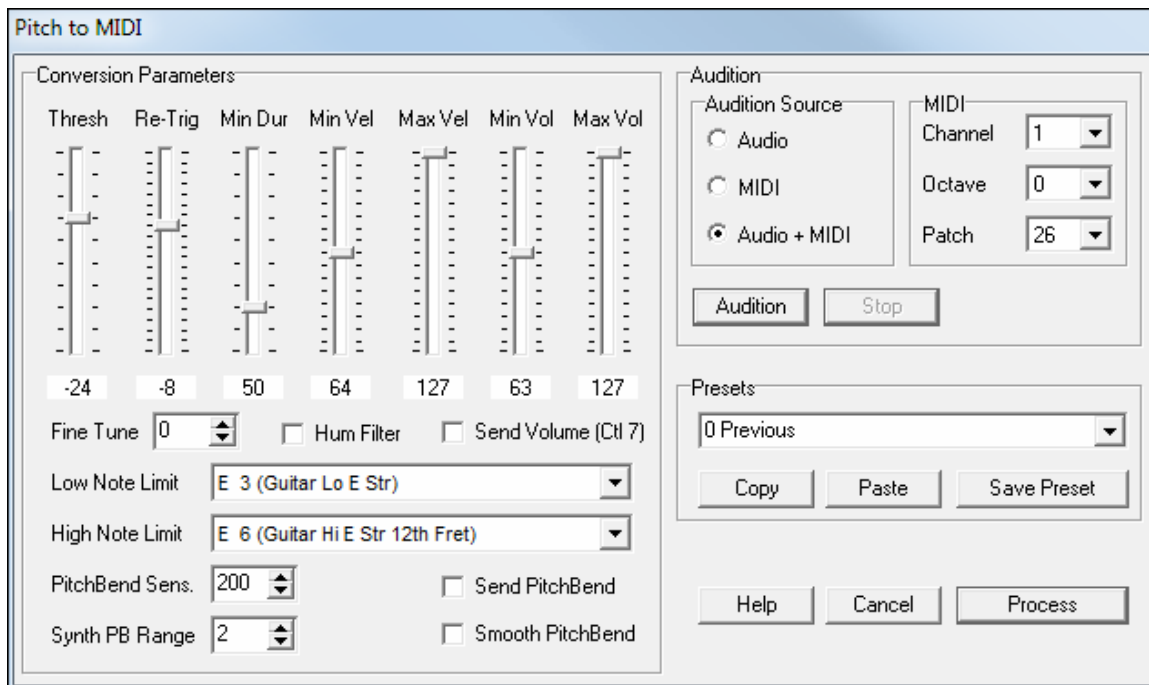 Pitch to MIDI
Conversion Parameters
Thresh Re-Trig Min Dur Min Vel Max Vel Min Vol Max Vol
-24 -8 50 64 127 63 127
Fine Tune 0 Hum Filter Send Volume (Ctl 7)
Low Note Limit E 3 (Guitar Lo E Str)
High Note Limit E 6 (Guitar Hi E Str 12th Fret)
PitchBend Sens. 200 Send PitchBend
Synth PB Range 2 Smooth PitchBend
Audition
Audition Source
Audio
MIDI
Audio + MIDI
MIDI
Channel 1
Octave 0
Patch 26
Audition Stop
Presets
0 Previous
Copy Paste Save Preset
Help Cancel Process